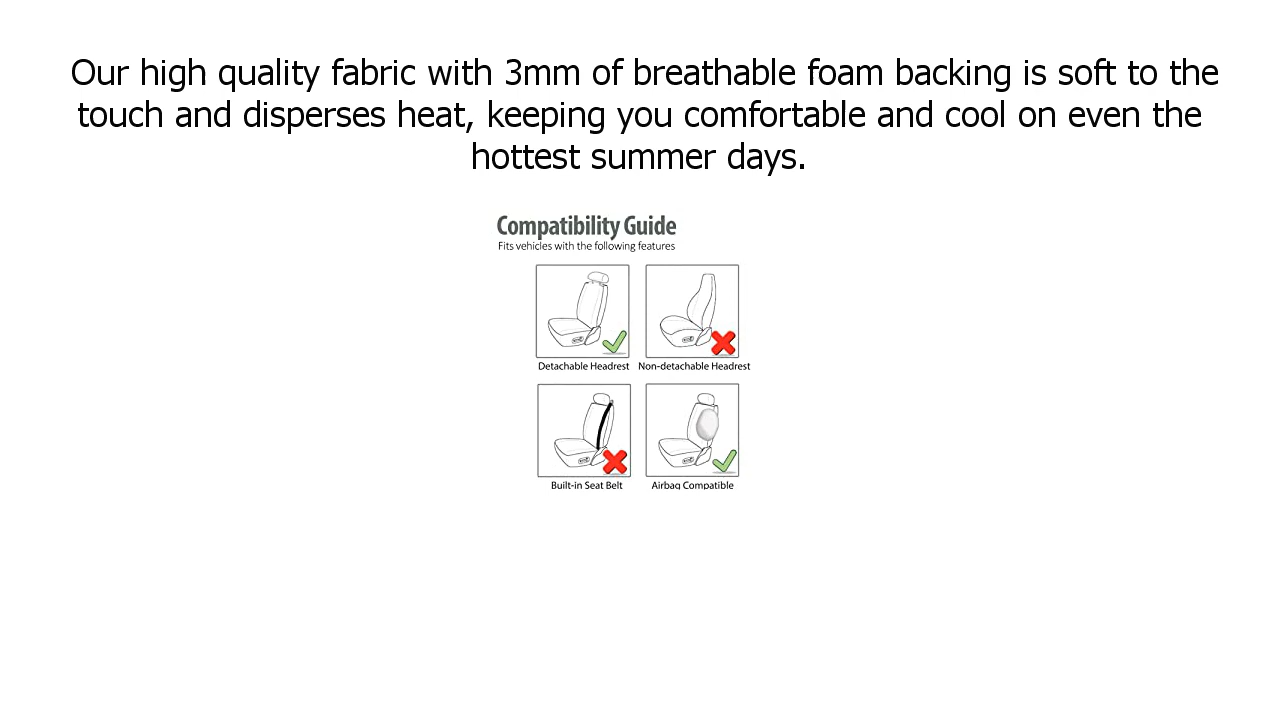 Our high quality fabric with 3mm of breathable foam backing is soft to the
touch and disperses heat, keeping you comfortable and cool on even the
hottest summer days.
Compatibility Guide
Fits vehicles with the following features
Detachable Headrest
Non-detachable Headrest
Built-in Seat Belt
Airbag Compatible